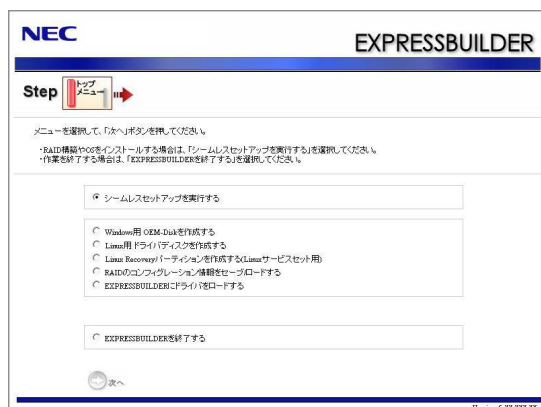 NEC
EXPRESSBUILDER
Step
トップ
メニュー
メニューを選択して、「次へ」ボタンを押してください。
・RAID構築やOSをインストールする場合は、「シームレスセットアップを実行する」を選択してください。
・作業を終了する場合は、「EXPRESSBUILDERを終了する」を選択してください。
シームレスセットアップを実行する
Windows用 OEM-Diskを作成する
Linux用 ドライバディスクを作成する
Linux Recoveryパーティションを作成する(Linuxサービスセット用)
RAIDのコンフィグレーション情報をセーブ/ロードする
EXPRESSBUILDERにドライバをロードする
EXPRESSBUILDERを終了する
次へ